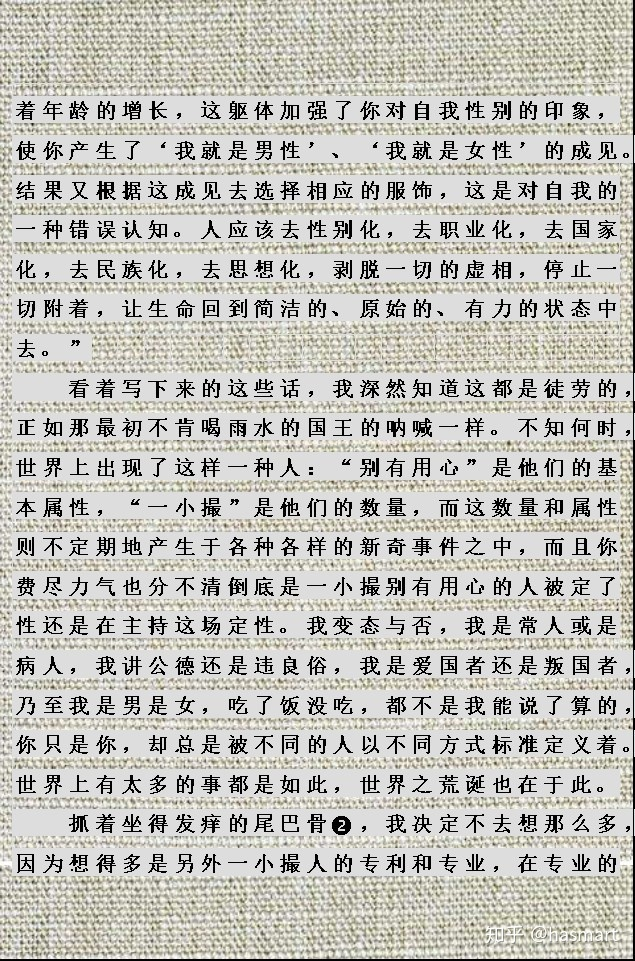 着年龄的增长，这躯体加强了你对自我性别的印象，
使你产生了‘我就是男性’、‘我就是女性’的成见。
结果又根据这成见去选择相应的服饰，这是对自我的
一种错误认知。人应该去性别化，去职业化，去国家
化，去民族化，去思想化，剥脱一切的虚相，停止一
切附着，让生命回到简洁的、原始的、有力的状态中
去。”
看着写下来的这些话，我深然知道这都是徒劳的，
正如那最初不肯喝雨水的国王的呐喊一样。不知何时，
世界上出现了这样一种人：“别有用心”是他们的基
本属性，“一小撮”是他们的数量，而这数量和属性
则不定期地产生于各种各样的新奇事件之中，而且你
费尽力气也分不清倒底是一小撮别有用心的人被定了
性还是在主持这场定性。我变态与否，我是常人或是
病人，我讲公德还是违良俗，我是爱国者还是叛国者，
乃至我是男是女，吃了饭没吃，都不是我能说了算的，
你只是你，却总是被不同的人以不同方式标准定义着。
世界上有太多的事都是如此，世界之荒诞也在于此。
抓着坐得发痒的尾巴骨❷，我决定不去想那么多，
因为想得多是另外一小撮人的专利和专业，在专业的
知乎 @hasmart